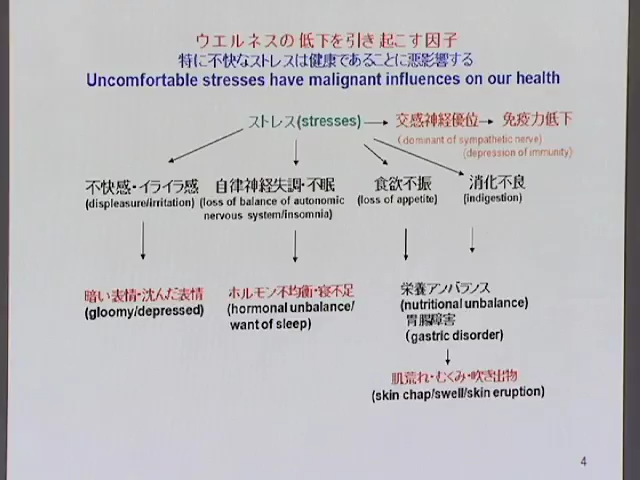 ウエルネスの低下を引き起こす因子
特に不快なストレスは健康であることに悪影響する
Uncomfortable stresses have malignant influences on our health
ストレス(stresses) 交感神経優位 免疫力低下
(dominant of sympathetic nerve)
(depression of immunity)
不快感・イライラ感 自律神経失調・不眠 食欲不振 消化不良
(displeasure/irritation) (loss of balance of autonomic (loss of appetite) (indigestion)
nervous system/insomnia)
暗い表情・沈んだ表情 ホルモン不均衡・寝不足 栄養アンバランス
(gloomy/depressed) (hormonal unbalance/ (nutritional unbalance)
want of sleep) 胃腸障害
(gastric disorder)
肌荒れ・むくみ・吹き出物
(skin chap/swell/skin eruption)
4